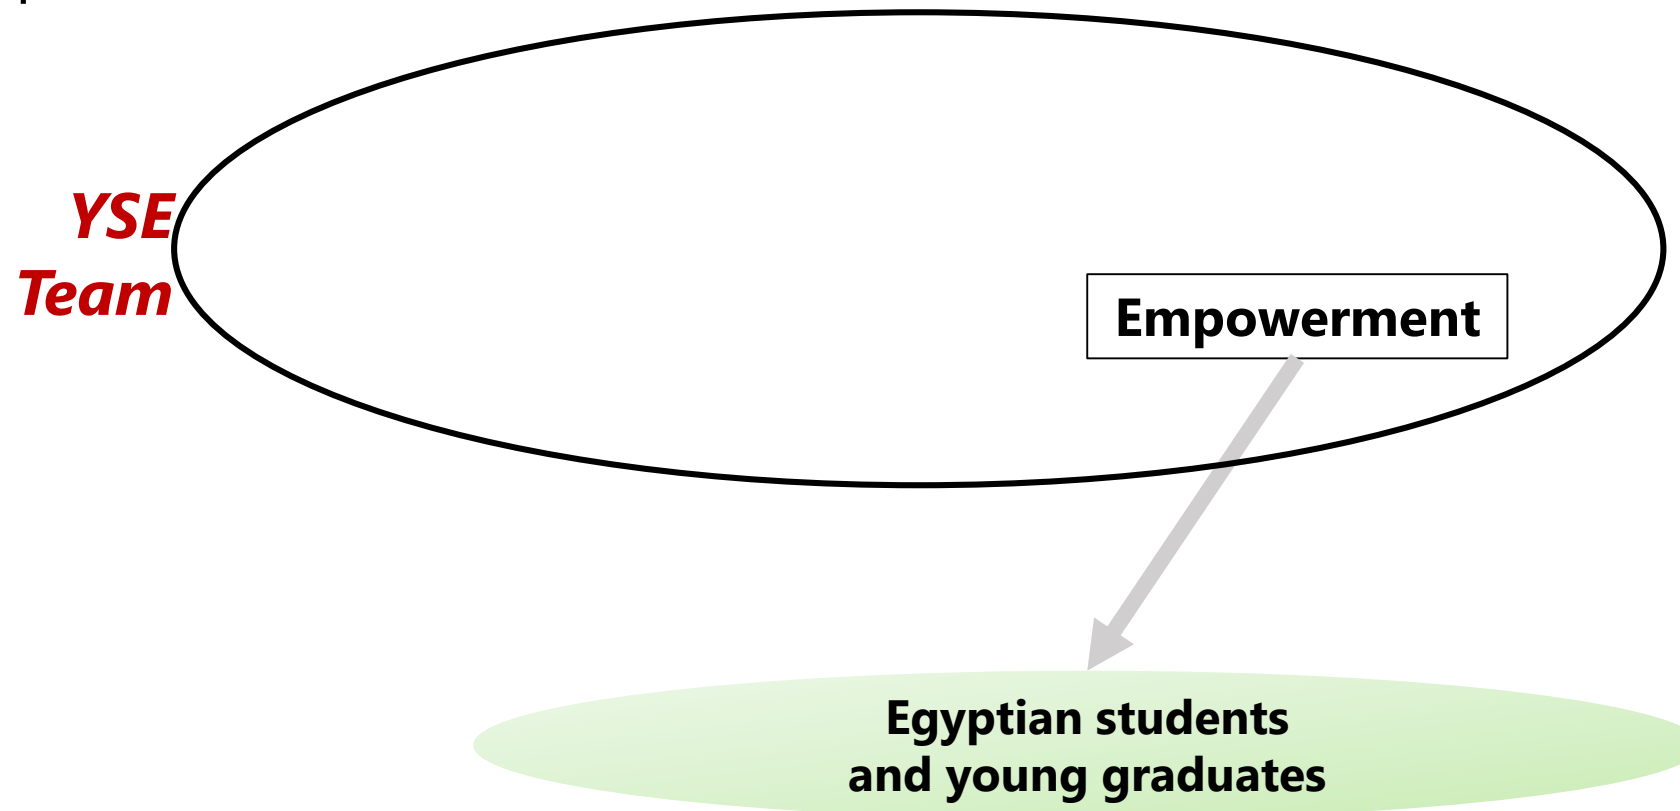 YSE
Team
Empowerment
Egyptian students
and young graduates